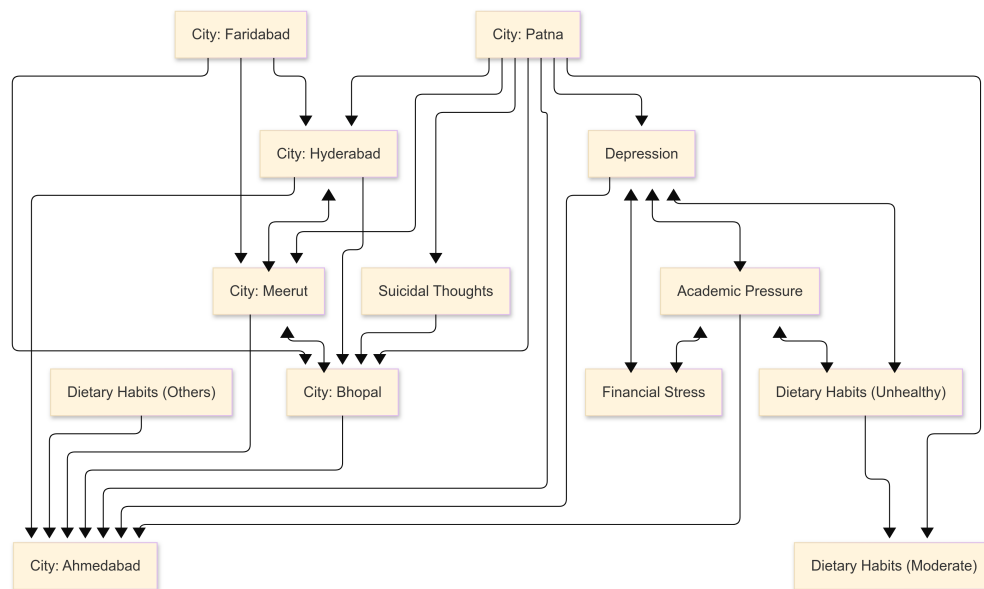 City: Faridabad
City: Patna
City: Hyderabad
Depression
City: Meerut
Suicidal Thoughts
Academic Pressure
Dietary Habits (Others)
City: Bhopal
Financial Stress
Dietary Habits (Unhealthy)
City: Ahmedabad
Dietary Habits (Moderate)